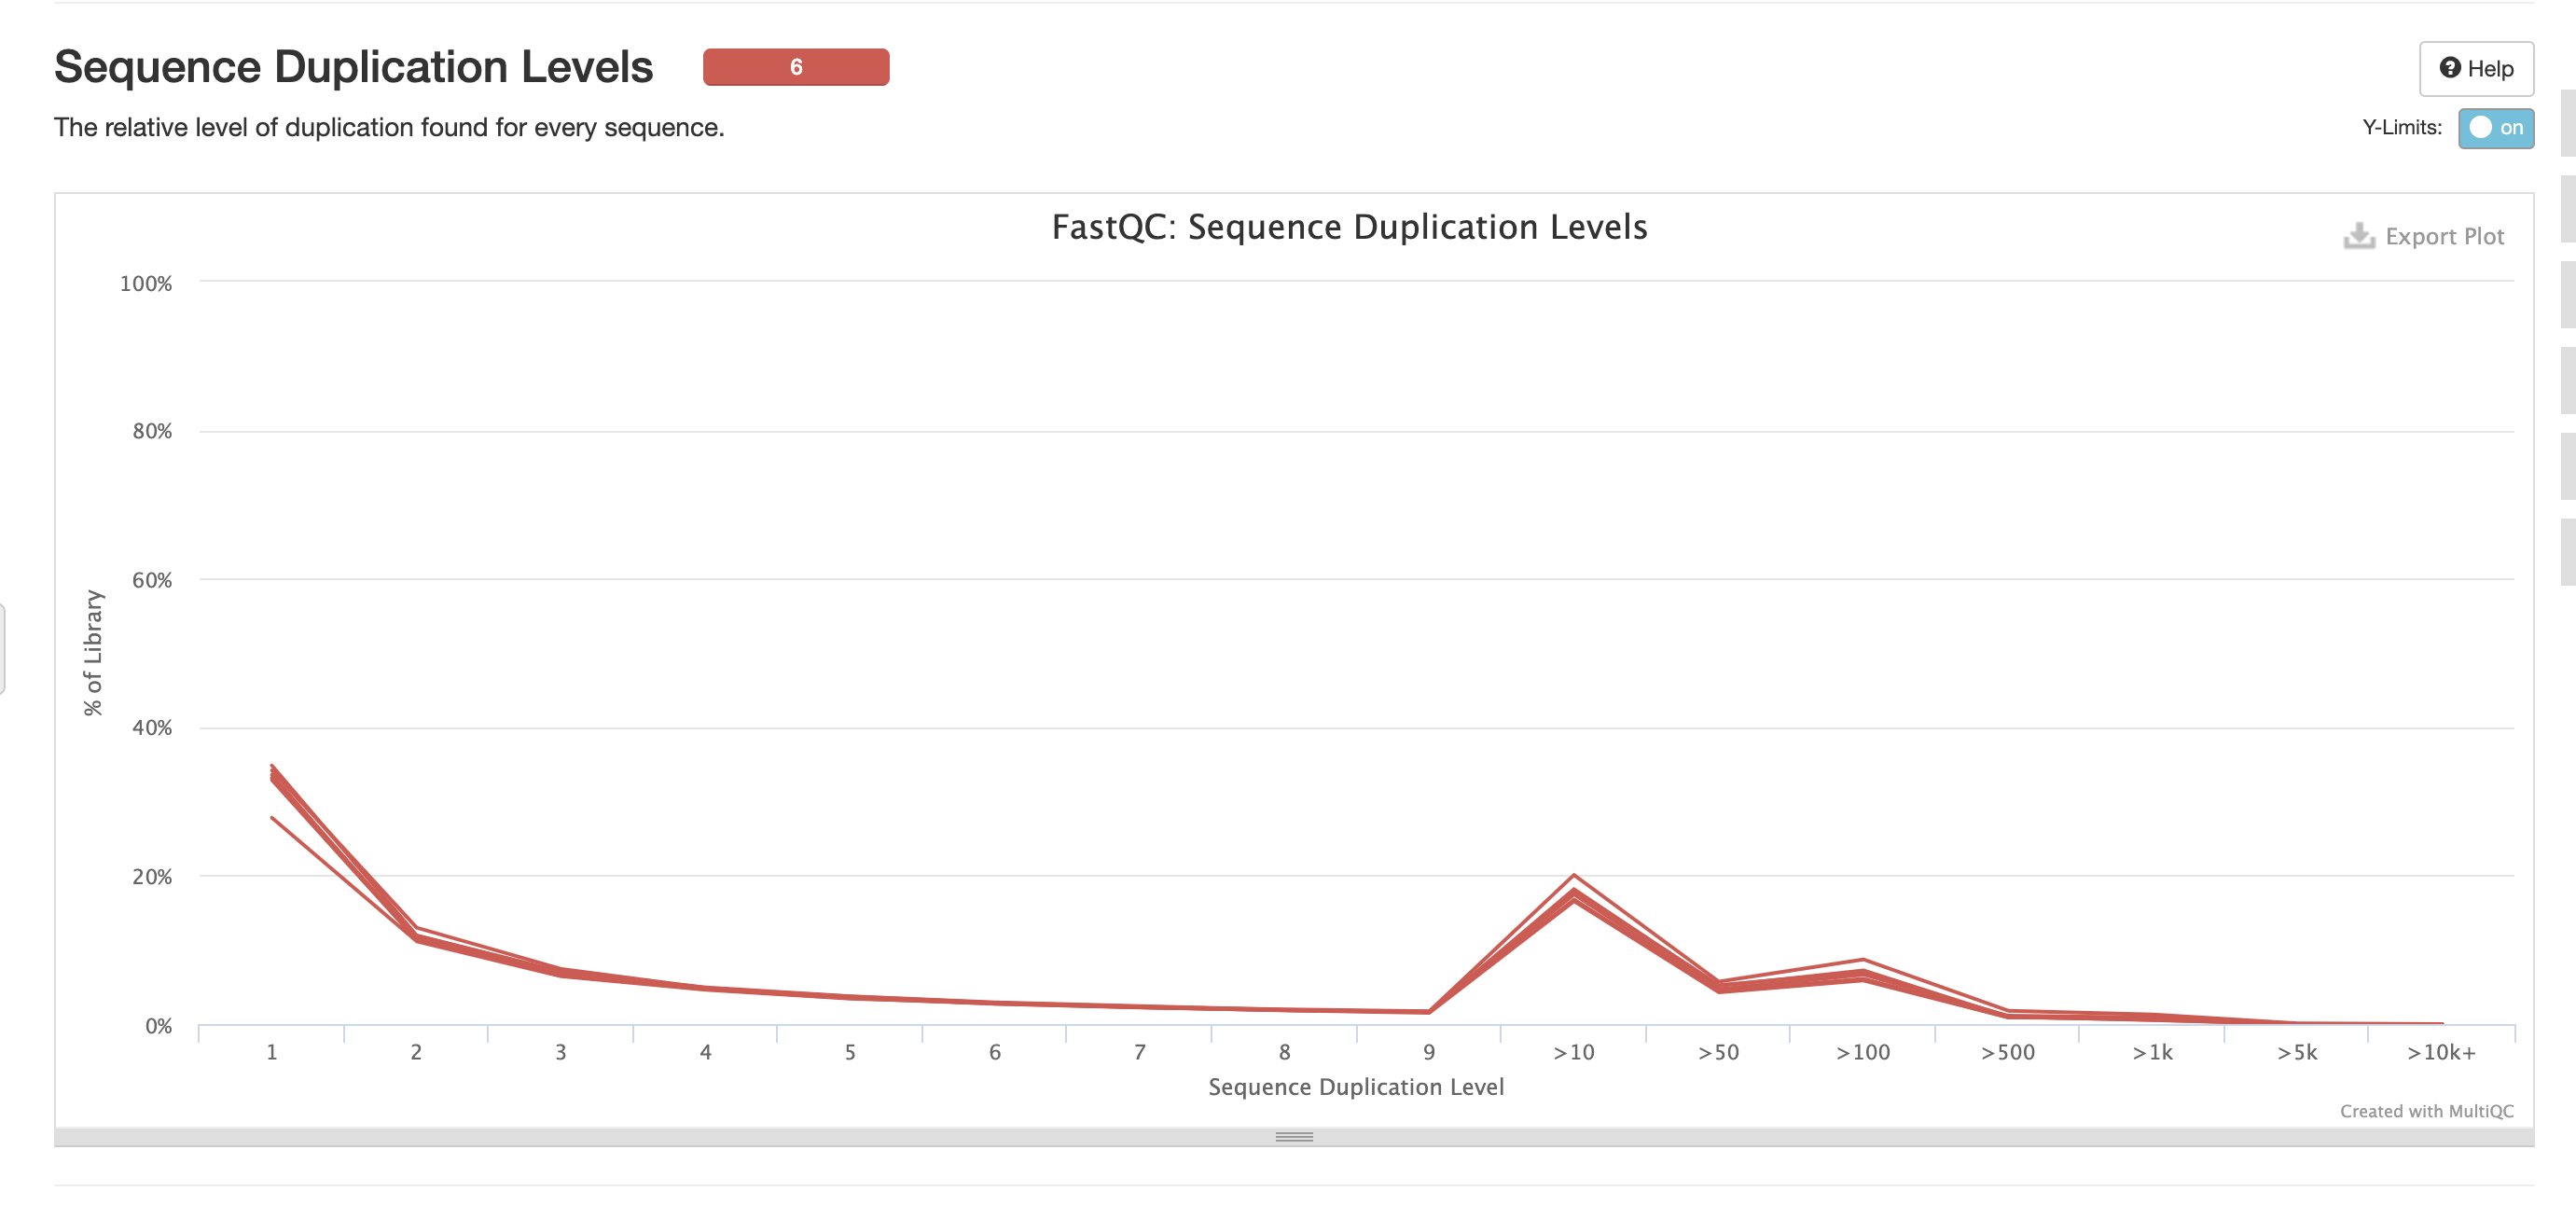 Sequence Duplication Levels
6
Help
The relative level of duplication found for every sequence.
Y-Limits: on
FastQC: Sequence Duplication Levels
Export Plot
100%
80%
60%
40%
20%
0%
% of Library
1 2 3 4 5 6 7 8 9 >10 >50 >100 >500 >1k >5k >10k+
Sequence Duplication Level
Created with MultiQC